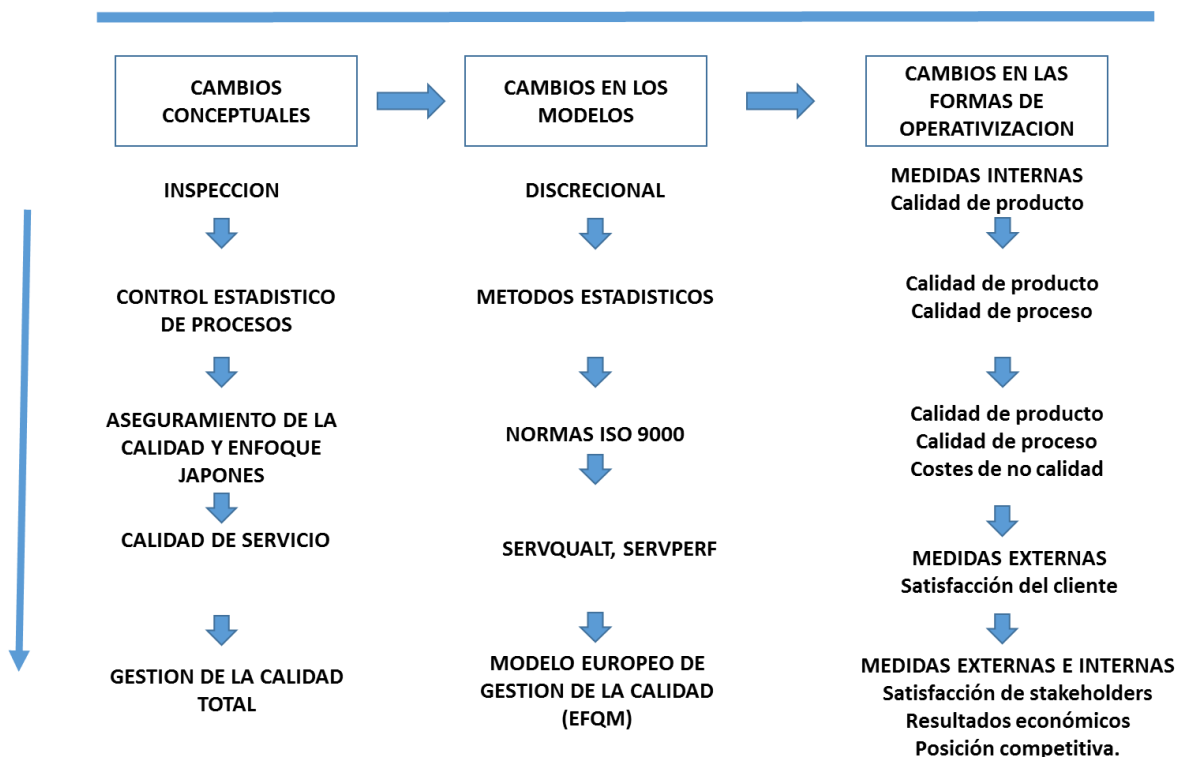 CAMBIOS
CONCEPTUALES
CAMBIOS EN LOS
MODELOS
CAMBIOS EN LAS
FORMAS DE
OPERATIVIZACION
INSPECCION
DISCRECIONAL
MEDIDAS INTERNAS
Calidad de producto
CONTROL ESTADISTICO
DE PROCESOS
METODOS ESTADISTICOS
Calidad de producto
Calidad de proceso
ASEGURAMIENTO DE LA
CALIDAD Y ENFOQUE
JAPONES
NORMAS ISO 9000
Calidad de producto
Calidad de proceso
Costes de no calidad
CALIDAD DE SERVICIO
SERVQUALT, SERVPERF
MEDIDAS EXTERNAS
Satisfacción del cliente
GESTION DE LA CALIDAD
TOTAL
MODELO EUROPEO DE
GESTION DE LA CALIDAD
(EFQM)
MEDIDAS EXTERNAS E INTERNAS
Satisfacción de stakeholders
Resultados económicos
Posición competitiva.